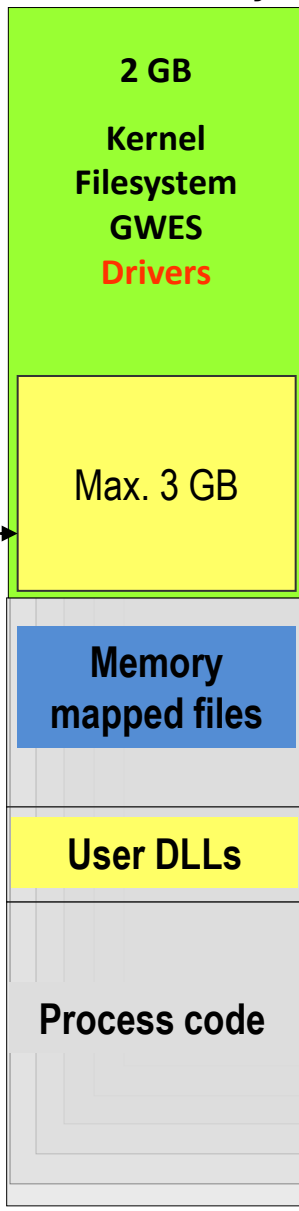 2 GB
Kernel
Filesystem
GWES
Drivers
Max. 3 GB
Memory
mapped files
User DLLs
Process code